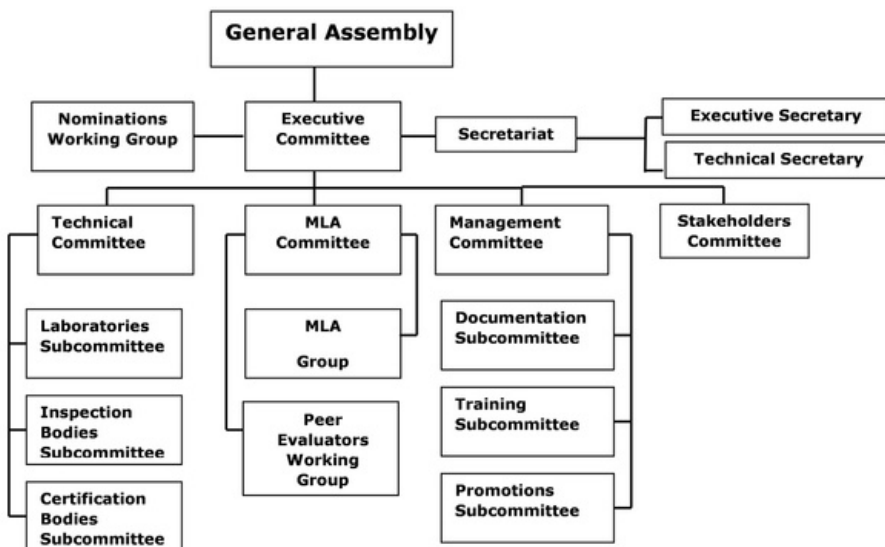 General Assembly
Nominations
Working Group
Executive
Committee
Secretariat
Executive Secretary
Technical Secretary
Technical
Committee
MLA
Committee
Management
Committee
Stakeholders
Committee
Laboratories
Subcommittee
Inspection
Bodies
Subcommittee
Certification
Bodies
Subcommittee
MLA
Group
Peer
Evaluators
Working
Group
Documentation
Subcommittee
Training
Subcommittee
Promotions
Subcommittee